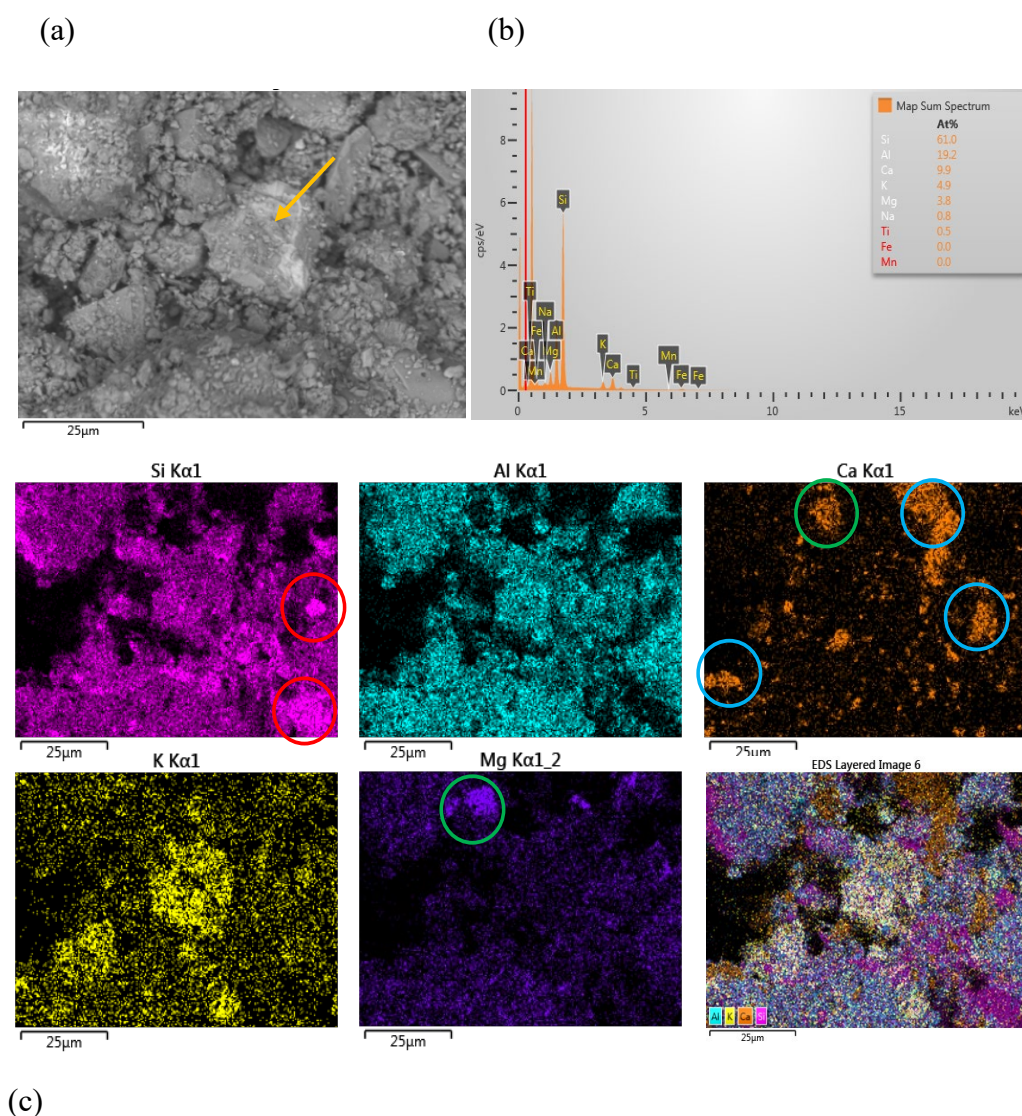 (a)
(b)
25µm
cps/eV
8
6
4
2
0
0
5
10
15
keV
Map Sum Spectrum
At%
Si 61.0
Al 19.2
Ca 9.9
K 4.9
Mg 3.8
Na 0.8
Ti 0.5
Fe 0.0
Mn 0.0
Si
Ti
Na
Fe
Al
Ca
Mg
Mn
K
Ca
Ti
Mn
Fe
Fe
Si Kα1
Al Kα1
Ca Kα1
25µm
25µm
25µm
K Kα1
Mg Kα1_2
EDS Layered Image 6
Al K Ca Si
25µm
25µm
25µm
(c)